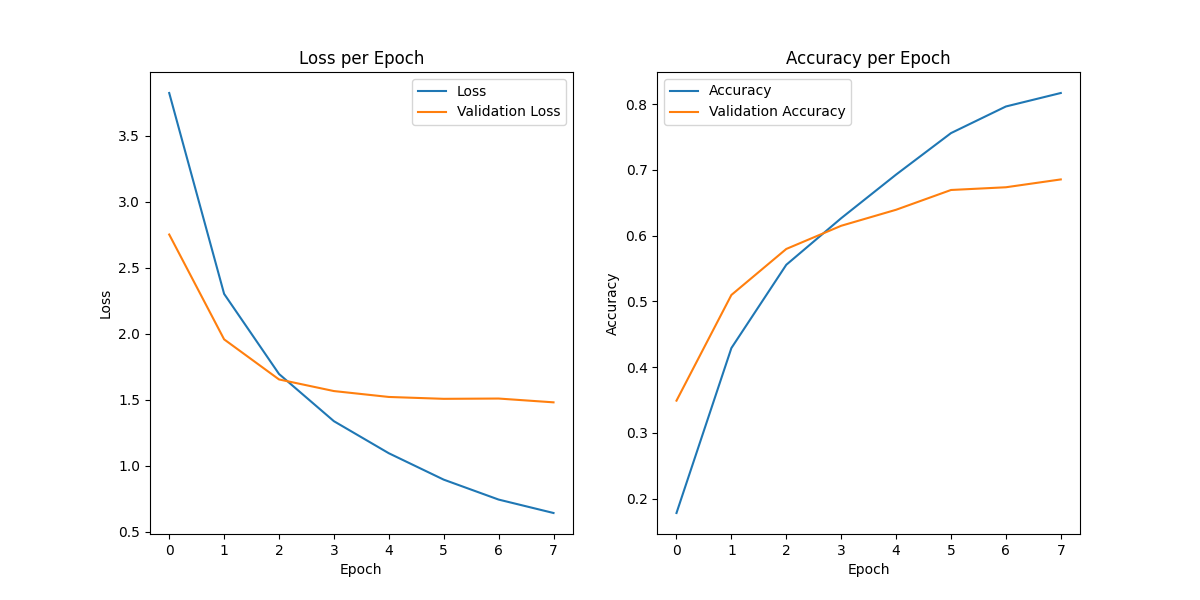 Loss per Epoch
Loss
Validation Loss
3.5
3.0
2.5
2.0
1.5
1.0
0.5
Loss
0 1 2 3 4 5 6 7
Epoch
Accuracy per Epoch
Accuracy
Validation Accuracy
0.8
0.7
0.6
0.5
0.4
0.3
0.2
Accuracy
0 1 2 3 4 5 6 7
Epoch